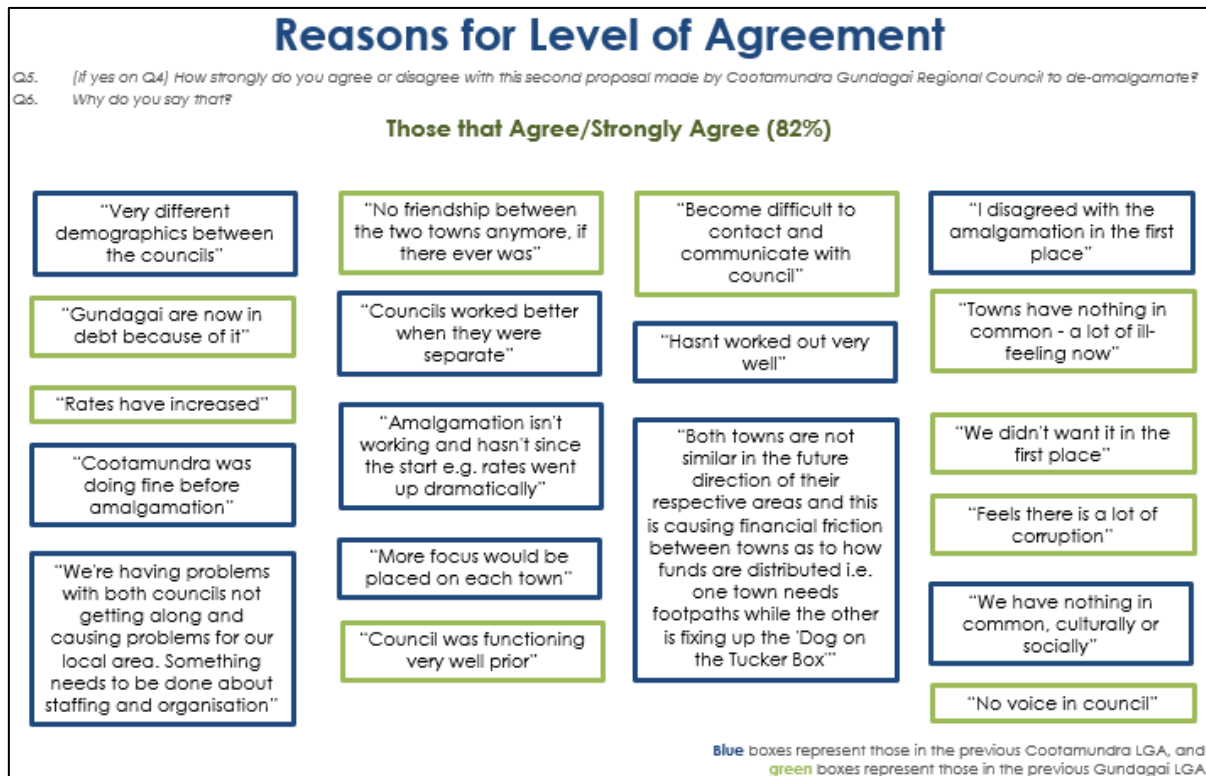 Reasons for Level of Agreement
Q5. (If yes on Q4) How strongly do you agree or disagree with this second proposal made by Cootamundra Gundagai Regional Council to de-amalgamate?
Q6. Why do you say that?
Those that Agree/Strongly Agree (82%)
“Very different
demographics between
the councils”
“Gundagai are now in
debt because of it”
“Rates have increased”
“Cootamundra was
doing fine before
amalgamation”
“We're having problems
with both councils not
getting along and
causing problems for our
local area. Something
needs to be done about
staffing and organisation”
“No friendship between
the two towns anymore, if
there ever was”
“Councils worked better
when they were
separate”
“Amalgamation isn't
working and hasn't since
the start e.g. rates went
up dramatically”
“More focus would be
placed on each town”
“Council was functioning
very well prior”
“Become difficult to
contact and
communicate with
council”
“Hasnt worked out very
well”
“Both towns are not
similar in the future
direction of their
respective areas and this
is causing financial friction
between towns as to how
funds are distributed i.e.
one town needs
footpaths while the other
is fixing up the 'Dog on
the Tucker Box'”
“I disagreed with the
amalgamation in the first
place”
“Towns have nothing in
common - a lot of ill-
feeling now”
“We didn't want it in the
first place”
“Feels there is a lot of
corruption”
“We have nothing in
common, culturally or
socially”
“No voice in council”
Blue boxes represent those in the previous Cootamundra LGA, and
green boxes represent those in the previous Gundagai LGA